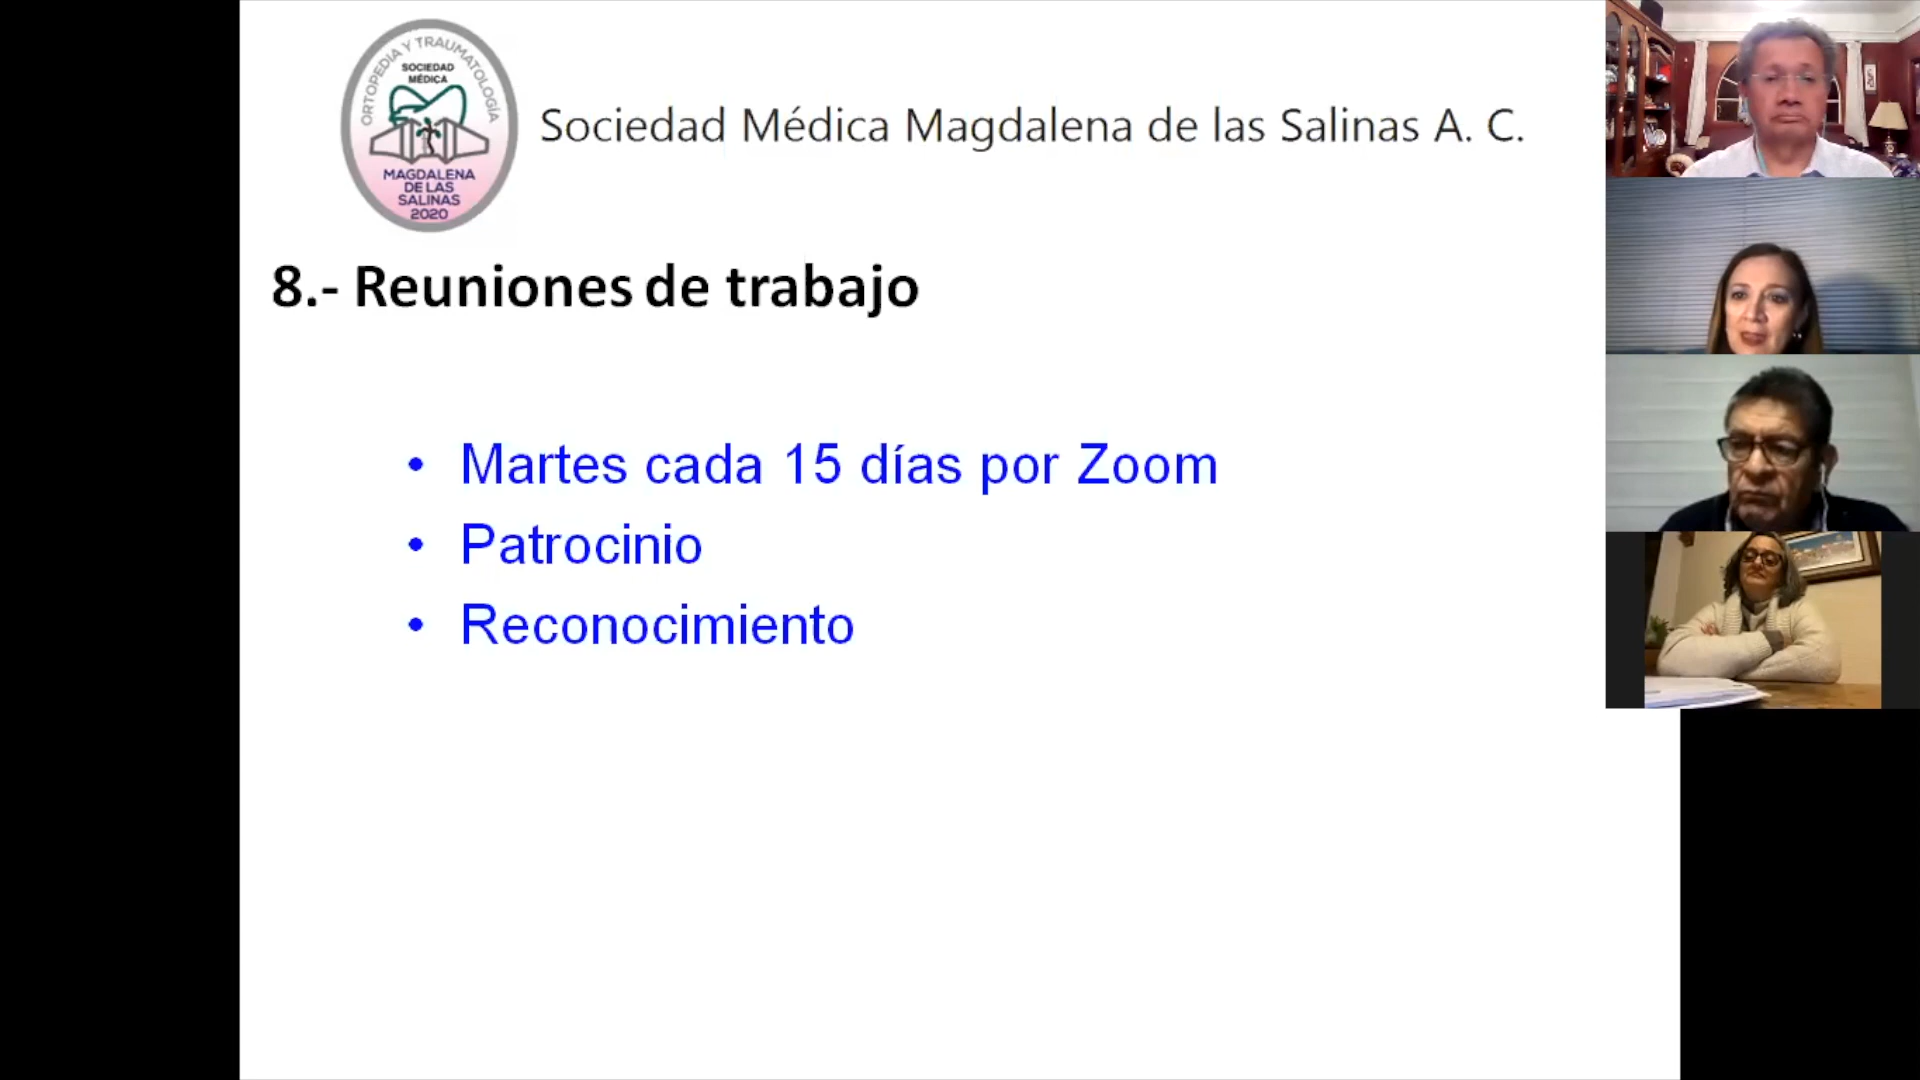 ORTOPEDIA Y TRAUMATOLOGÍA
SOCIEDAD
MÉDICA
MAGDALENA
DE LAS
SALINAS
2020
Sociedad Médica Magdalena de las Salinas A. C.
8.- Reuniones de trabajo
• Martes cada 15 días por Zoom
• Patrocinio
• Reconocimiento